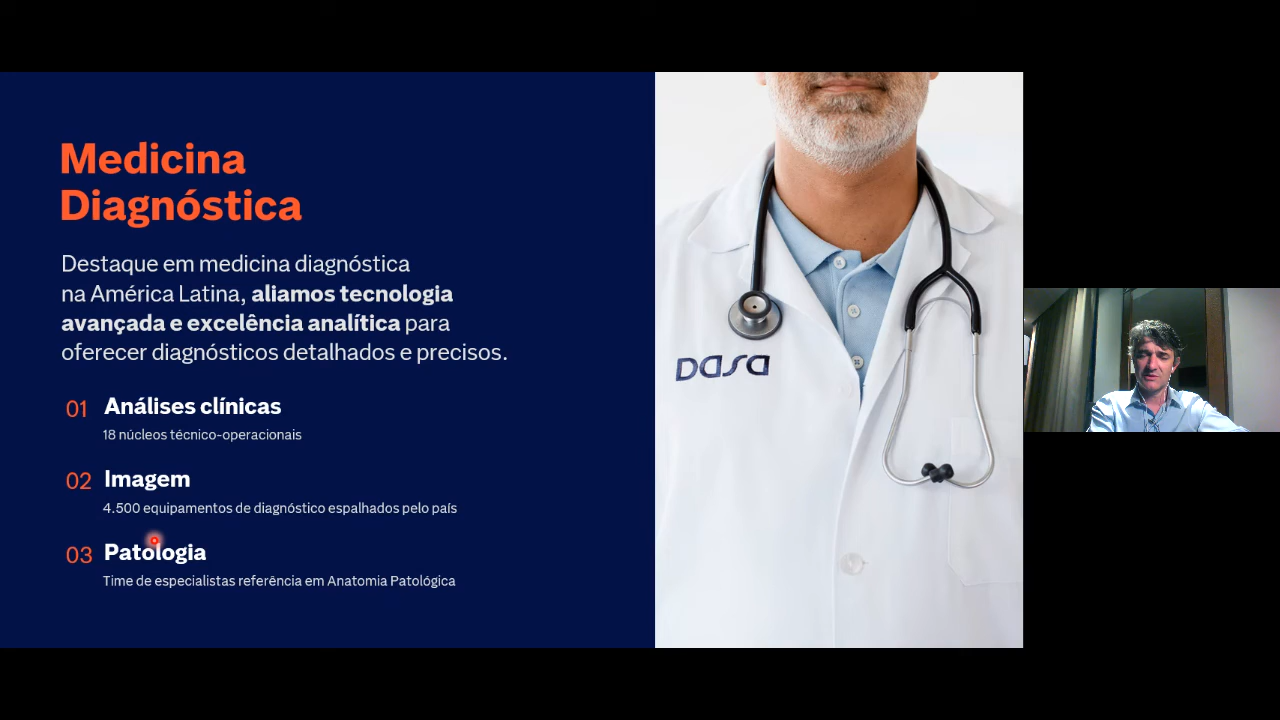 Medicina
Diagnóstica
Destaque em medicina diagnóstica
na América Latina, aliamos tecnologia
avançada e excelência analítica para
oferecer diagnósticos detalhados e precisos.
01 Análises clínicas
18 núcleos técnico-operacionais
02 Imagem
4.500 equipamentos de diagnóstico espalhados pelo país
03 Patologia
Time de especialistas referência em Anatomia Patológica
DASA